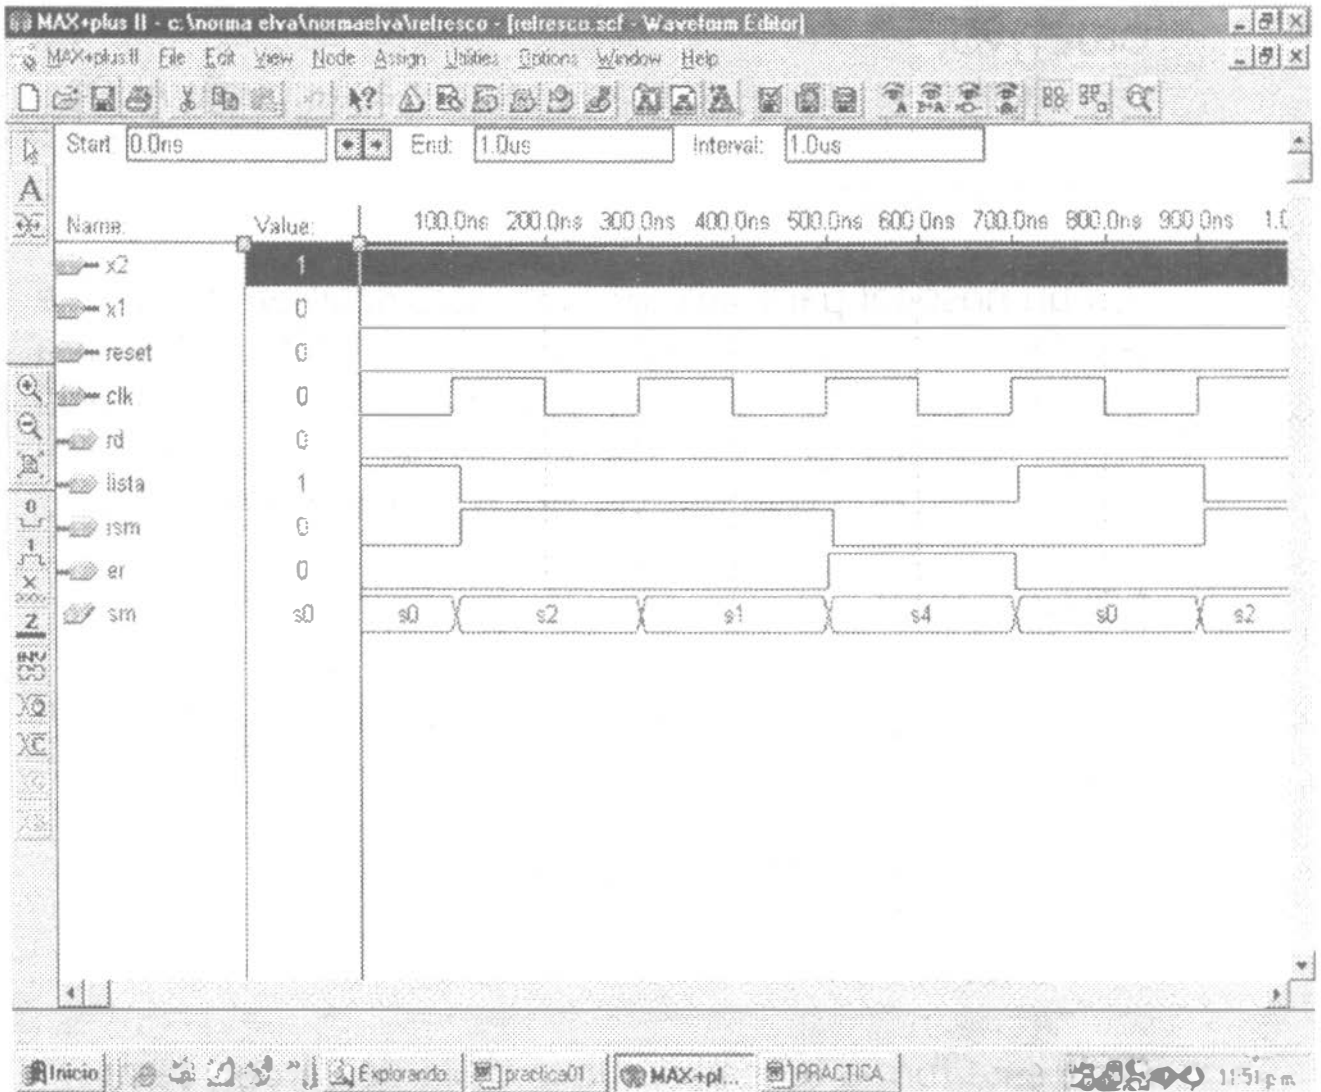 MAX+plus II - c:\norma elva\normaelva\refresco - [refresco.scf - Waveform Editor]
MAX+plus II File Edit View Node Assign Utilities Options Window Help
Start: 0.0ns End: 1.0us Interval: 1.0us
Name: Value: 100.0ns 200.0ns 300.0ns 400.0ns 500.0ns 600.0ns 700.0ns 800.0ns 900.0ns 1.0
x2 1
x1 0
reset 0
clk 0
rd 0
lista 1
ism 0
er 0
sm s0 s0 s2 s1 s4 s0 s2
Inicio Explorando practica01 MAX+pl... PRACTICA 11:51 p.m.